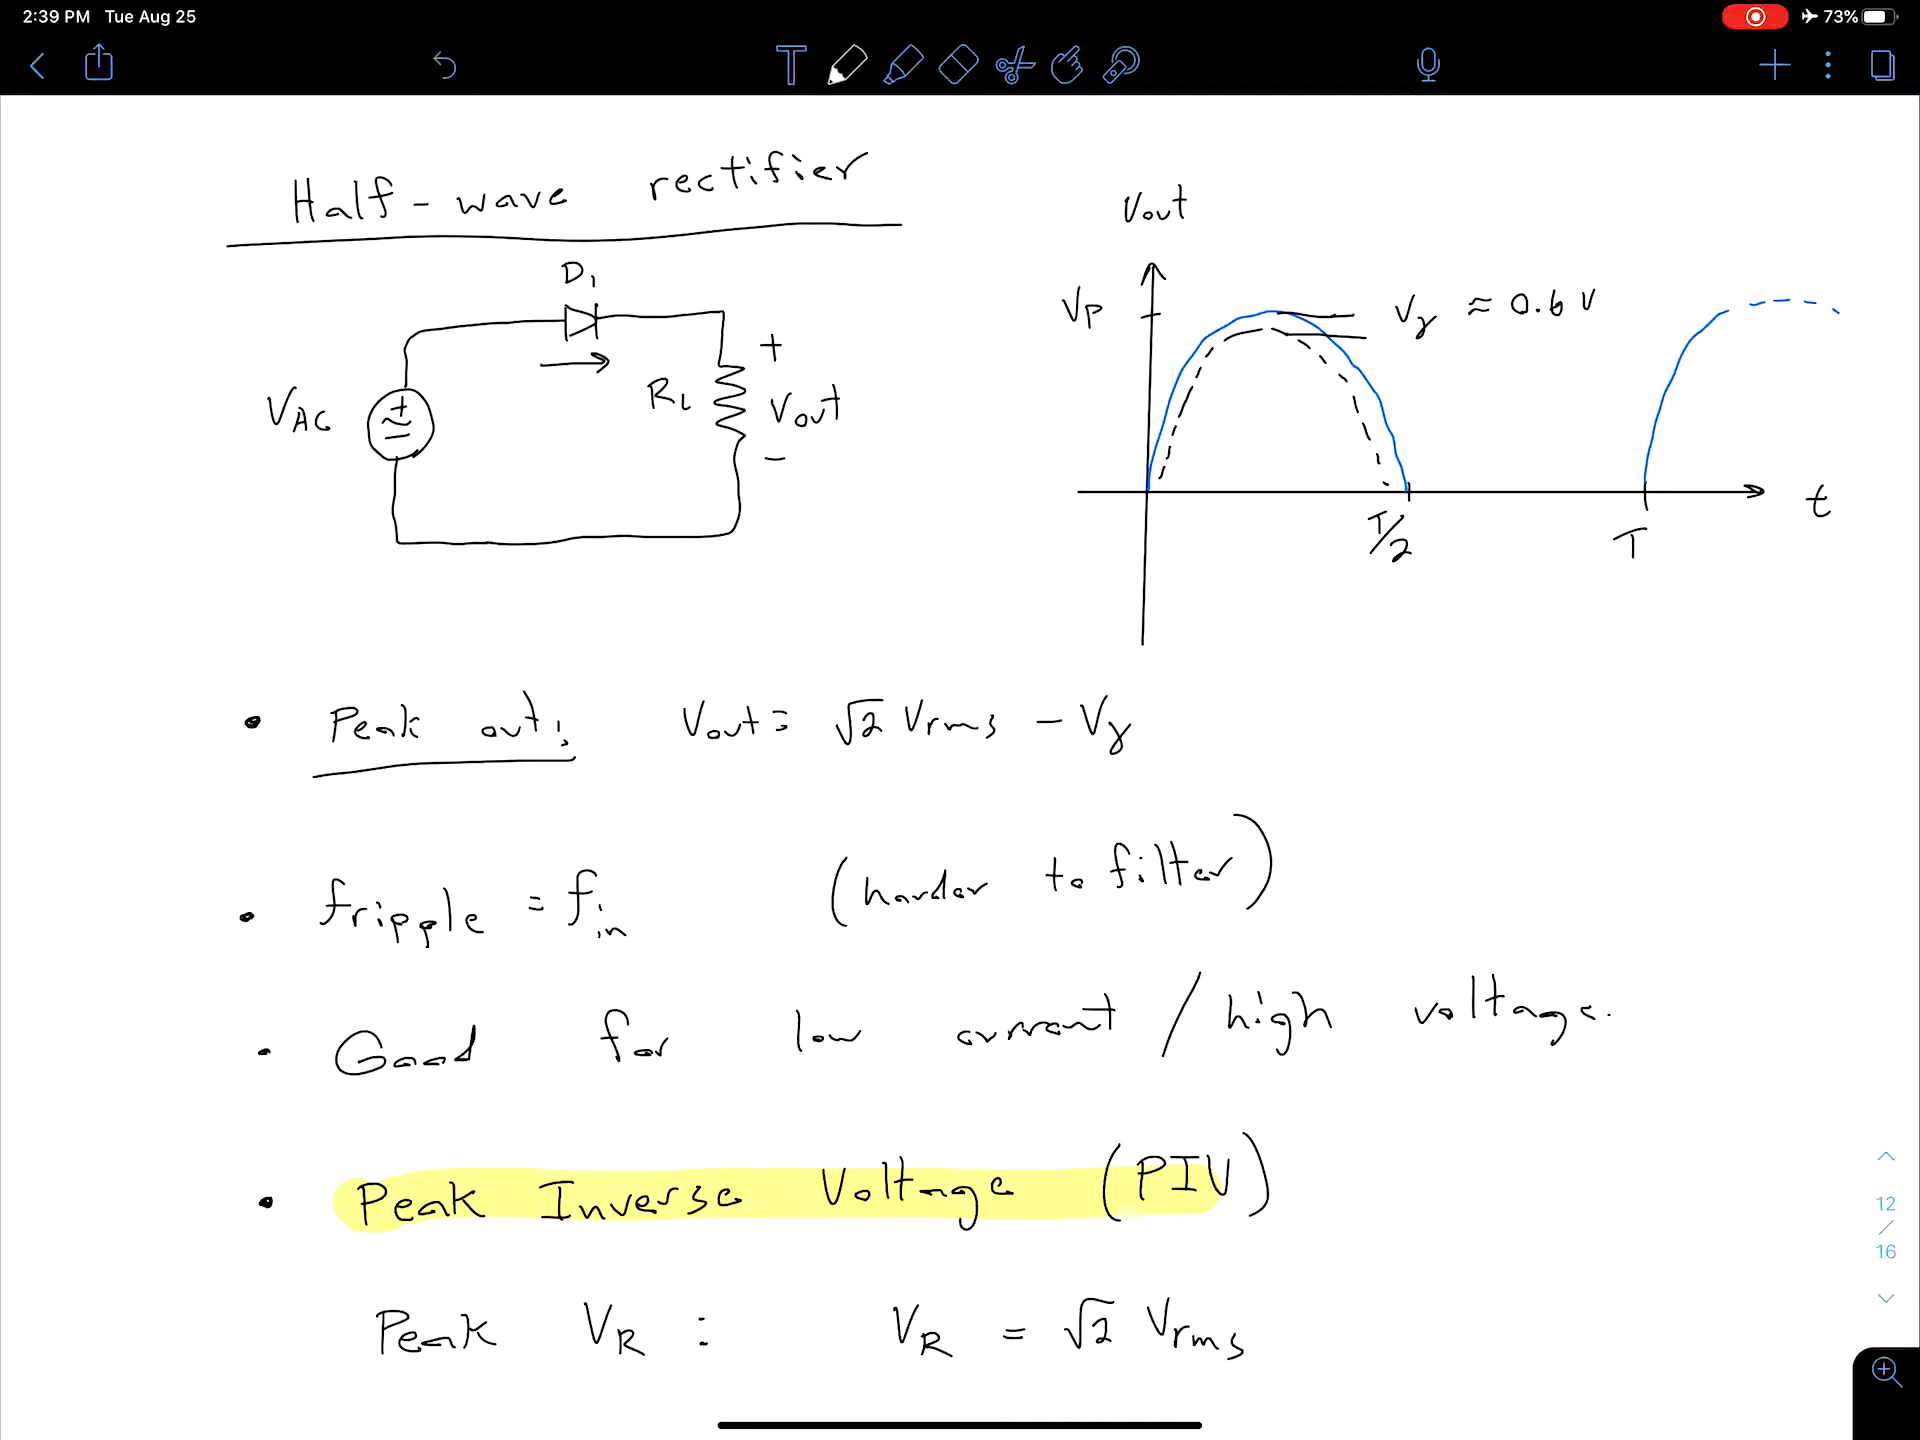 2:39 PM Tue Aug 25
73%
Half-wave rectifier
D1
VAC
RL
+
Vout
−
Vout
VP
Vγ ≈ 0.6 V
t
T/2
T
• Peak out: Vout = √2 Vrms − Vγ
• fripple = fin (harder to filter)
• Good for low current / high voltage.
• Peak Inverse Voltage (PIV)
Peak VR : VR = √2 Vrms
12
/
16